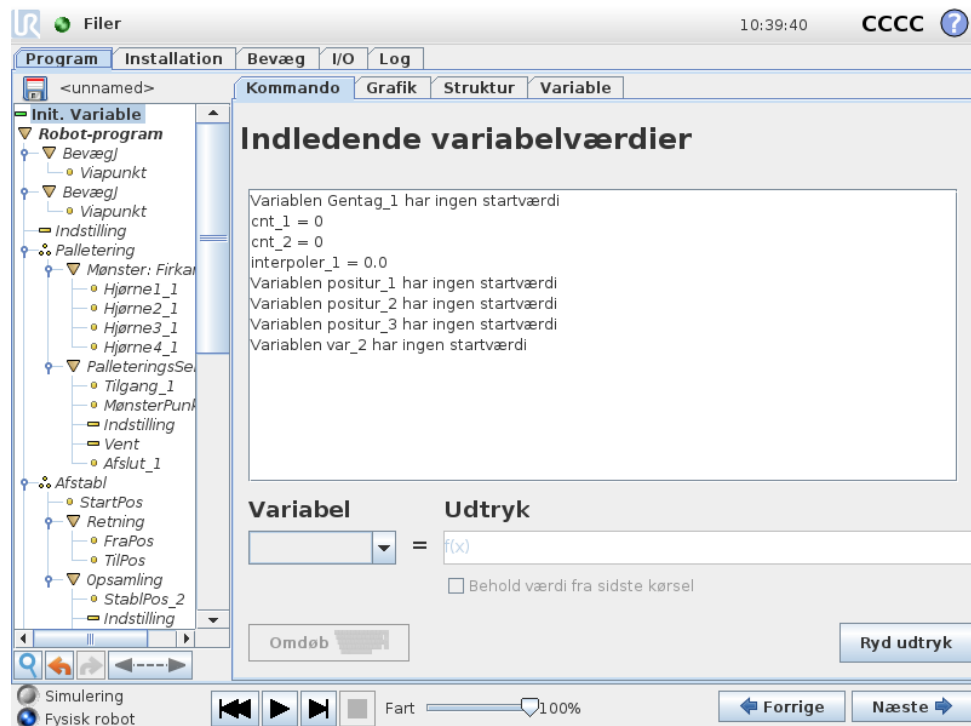 UR Filer 10:39:40 CCCC ?
Program Installation Bevæg I/O Log
<unnamed> Kommando Grafik Struktur Variable
Init. Variable
Robot-program
BevægJ
Viapunkt
BevægJ
Viapunkt
Indstilling
Palletering
Mønster: Firkan
Hjørne1_1
Hjørne2_1
Hjørne3_1
Hjørne4_1
PalleteringsSe
Tilgang_1
MønsterPunk
Indstilling
Vent
Afslut_1
Afstabl
StartPos
Retning
FraPos
TilPos
Opsamling
StablPos_2
Indstilling
Indledende variabelværdier
Variablen Gentag_1 har ingen startværdi
cnt_1 = 0
cnt_2 = 0
interpoler_1 = 0.0
Variablen positur_1 har ingen startværdi
Variablen positur_2 har ingen startværdi
Variablen positur_3 har ingen startværdi
Variablen var_2 har ingen startværdi
Variabel Udtryk
= f(x)
Behold værdi fra sidste kørsel
Omdøb Ryd udtryk
Simulering
Fysisk robot
Fart 100% Forrige Næste